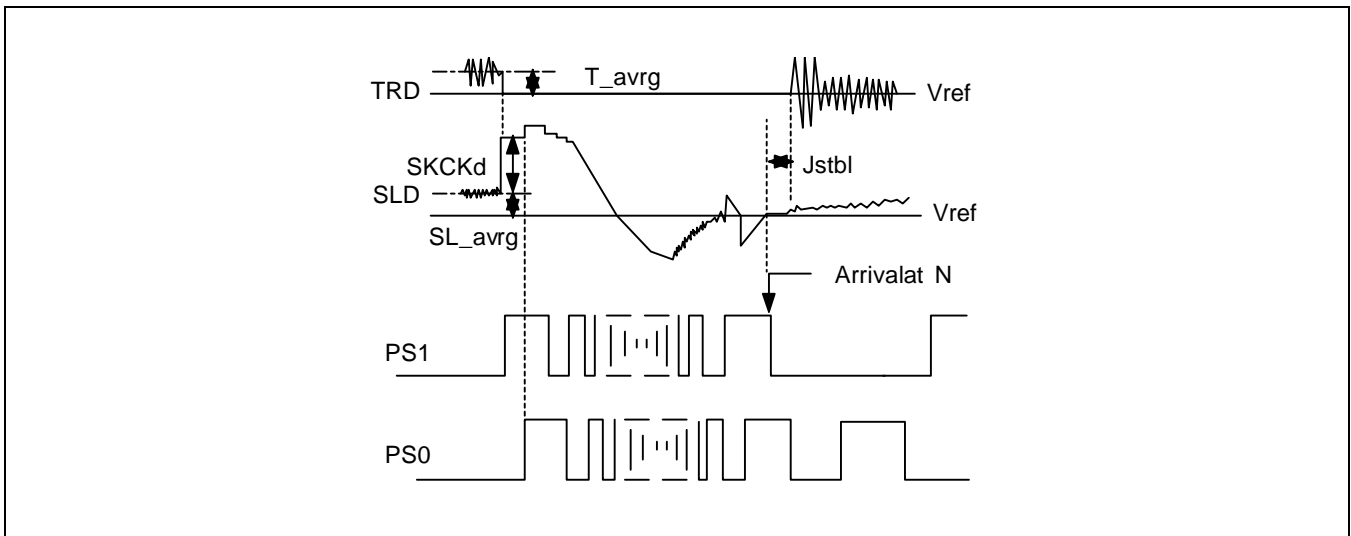 T_avrg
TRD
Vref
SKCKd
Jstbl
SLD
Vref
SL_avrg
Arrivalat N
PS1
PS0